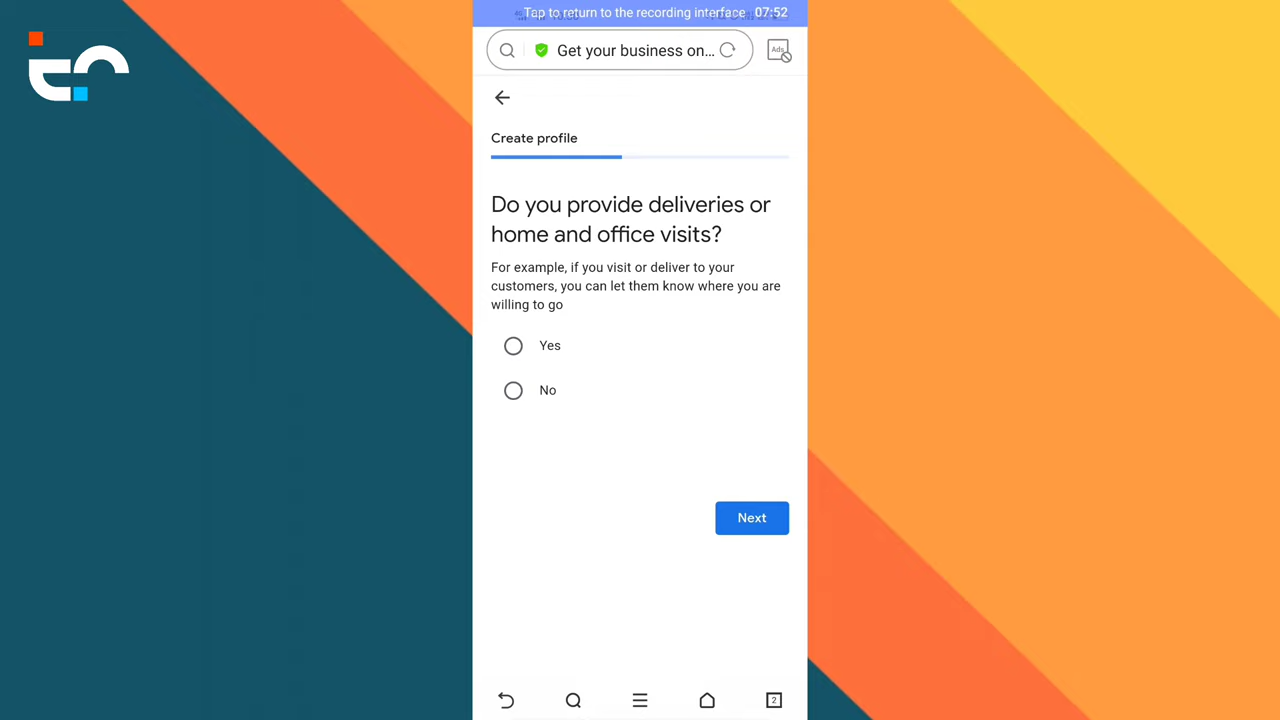 Tap to return to the recording interface 07:52
Get your business on...
Ads
Create profile
Do you provide deliveries or
home and office visits?
For example, if you visit or deliver to your
customers, you can let them know where you are
willing to go
Yes
No
Next
2